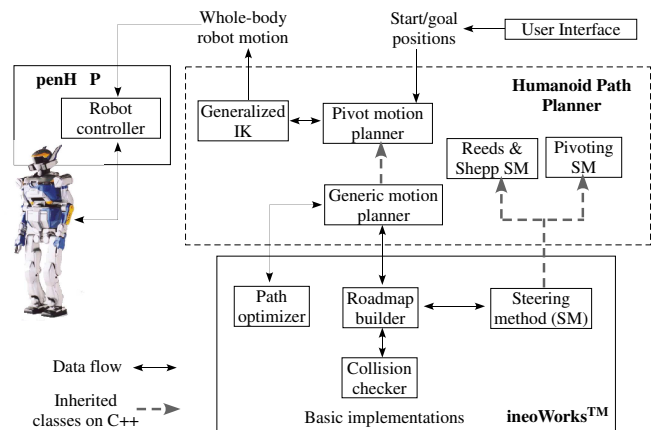 Whole-body
robot motion
Start/goal
positions
User Interface
penH P
Robot
controller
Humanoid Path
Planner
Generalized
IK
Pivot motion
planner
Reeds &
Shepp SM
Pivoting
SM
Generic motion
planner
Path
optimizer
Roadmap
builder
Steering
method (SM)
Collision
checker
Data flow
Inherited
classes on C++
Basic implementations
ineoWorks™